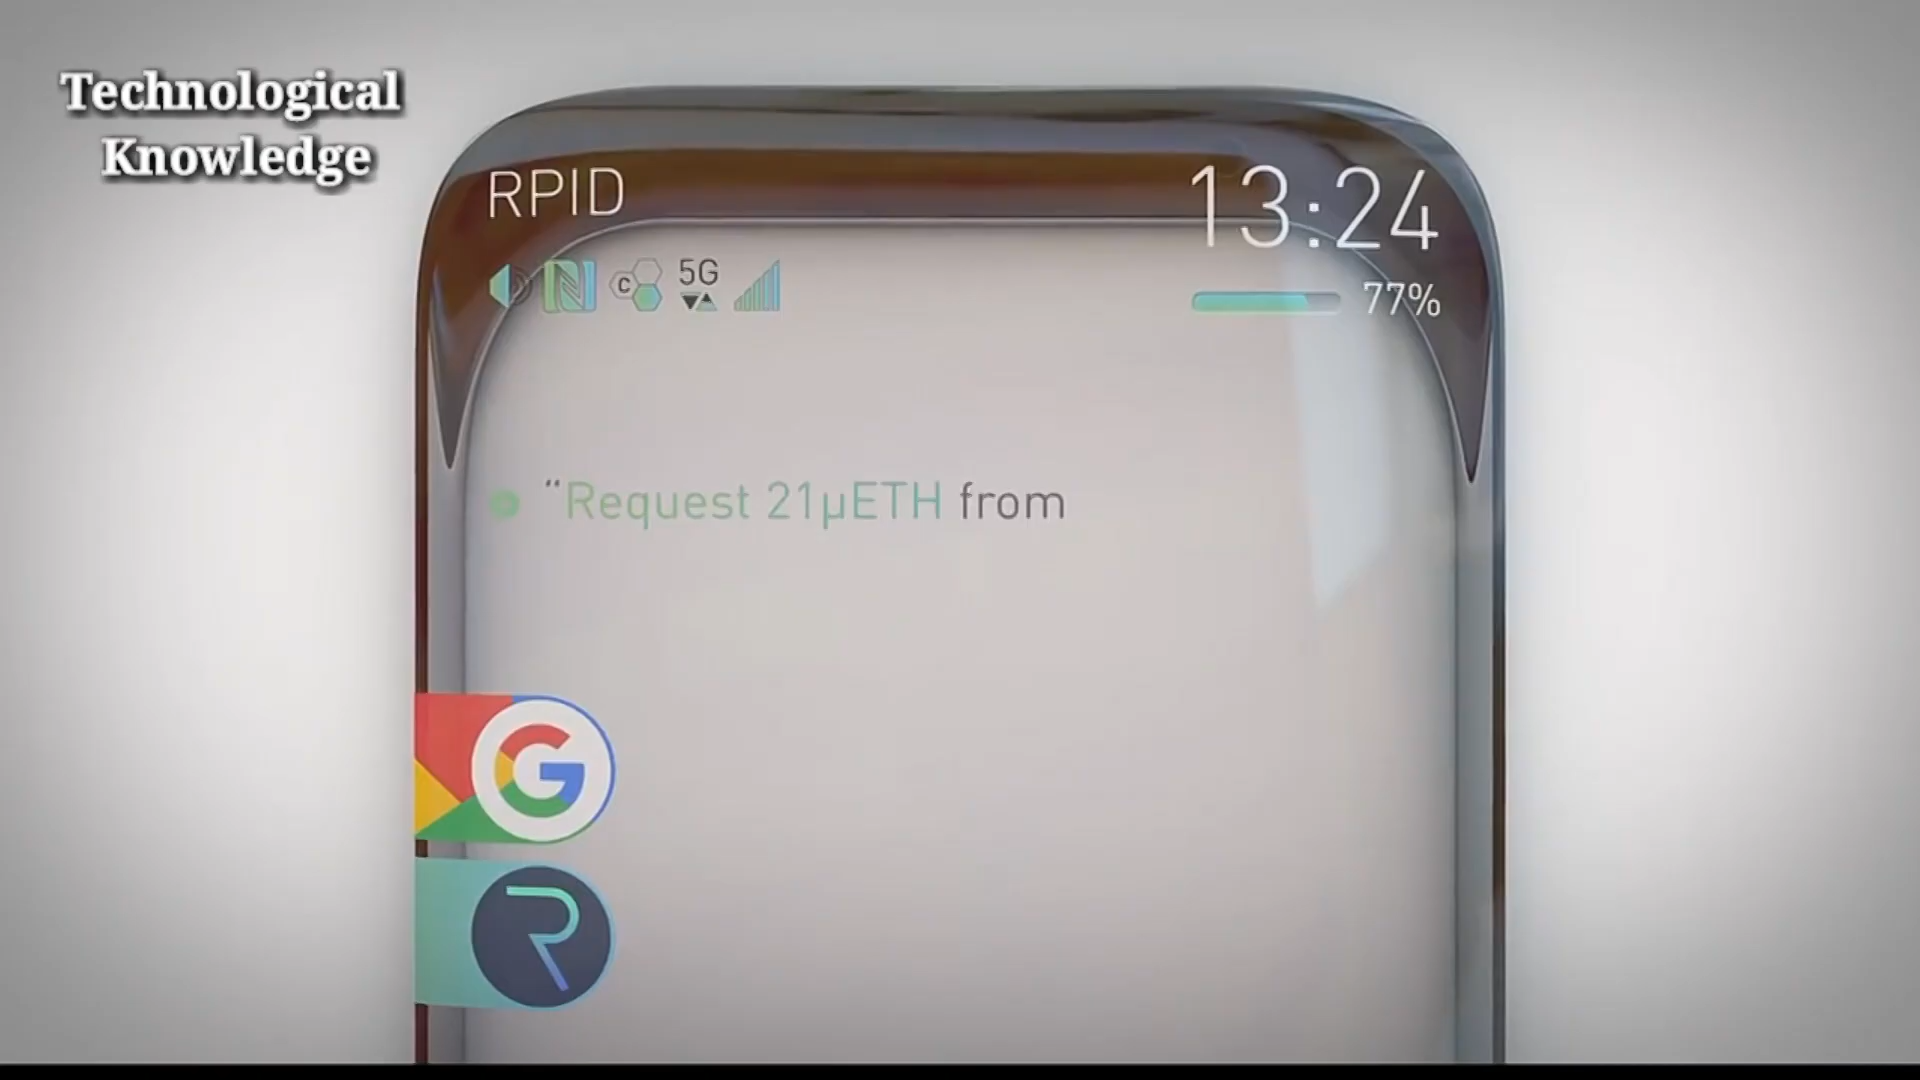 Technological
Knowledge
RPID
13:24
C
5G
77%
“Request 21µETH from